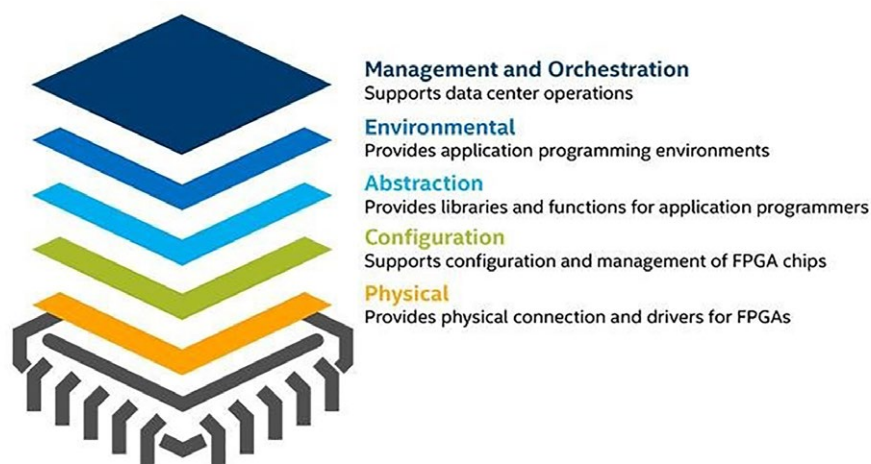 Management and Orchestration
Supports data center operations
Environmental
Provides application programming environments
Abstraction
Provides libraries and functions for application programmers
Configuration
Supports configuration and management of FPGA chips
Physical
Provides physical connection and drivers for FPGAs